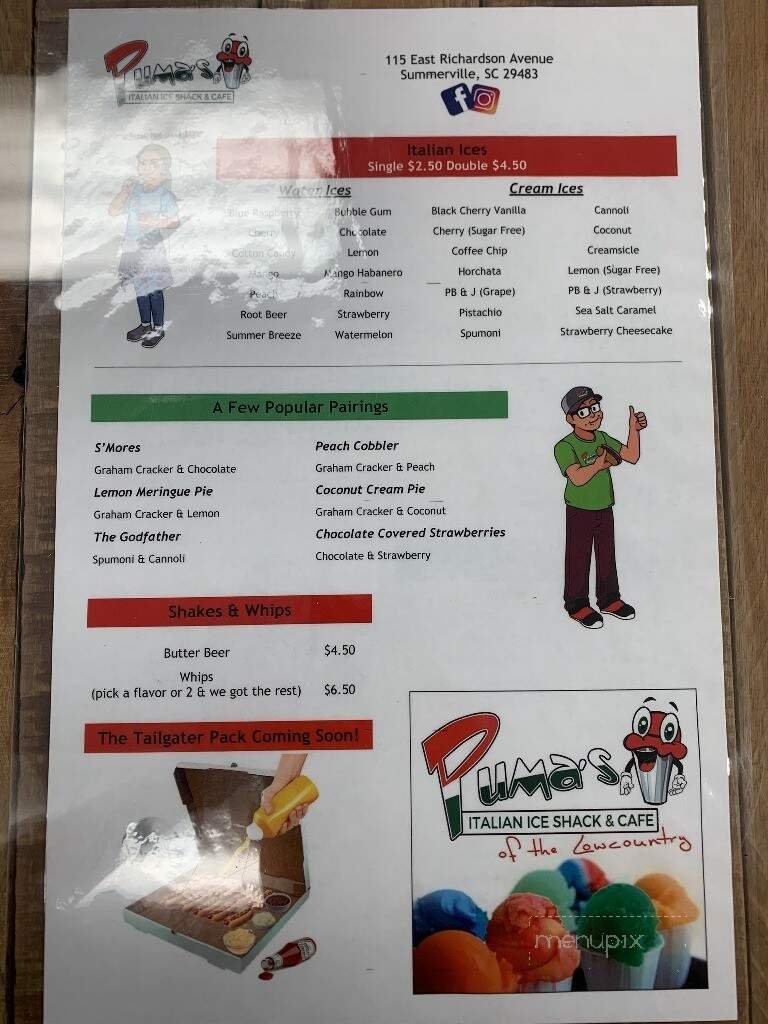 Puma's
ITALIAN ICE SHACK & CAFE
115 East Richardson Avenue
Summerville, SC 29483
Italian Ices
Single $2.50 Double $4.50
Water Ices
Cream Ices
Blue Raspberry Bubble Gum Black Cherry Vanilla Cannoli
Cherry Chocolate Cherry (Sugar Free) Coconut
Cotton Candy Lemon Coffee Chip Creamsicle
Mango Mango Habanero Horchata Lemon (Sugar Free)
Peach Rainbow PB & J (Grape) PB & J (Strawberry)
Root Beer Strawberry Pistachio Sea Salt Caramel
Summer Breeze Watermelon Spumoni Strawberry Cheesecake
A Few Popular Pairings
S'Mores
Graham Cracker & Chocolate
Lemon Meringue Pie
Graham Cracker & Lemon
The Godfather
Spumoni & Cannoli
Peach Cobbler
Graham Cracker & Peach
Coconut Cream Pie
Graham Cracker & Coconut
Chocolate Covered Strawberries
Chocolate & Strawberry
Shakes & Whips
Butter Beer $4.50
Whips
(pick a flavor or 2 & we got the rest) $6.50
The Tailgater Pack Coming Soon!
Puma's
ITALIAN ICE SHACK & CAFE
of the Lowcountry
menupix